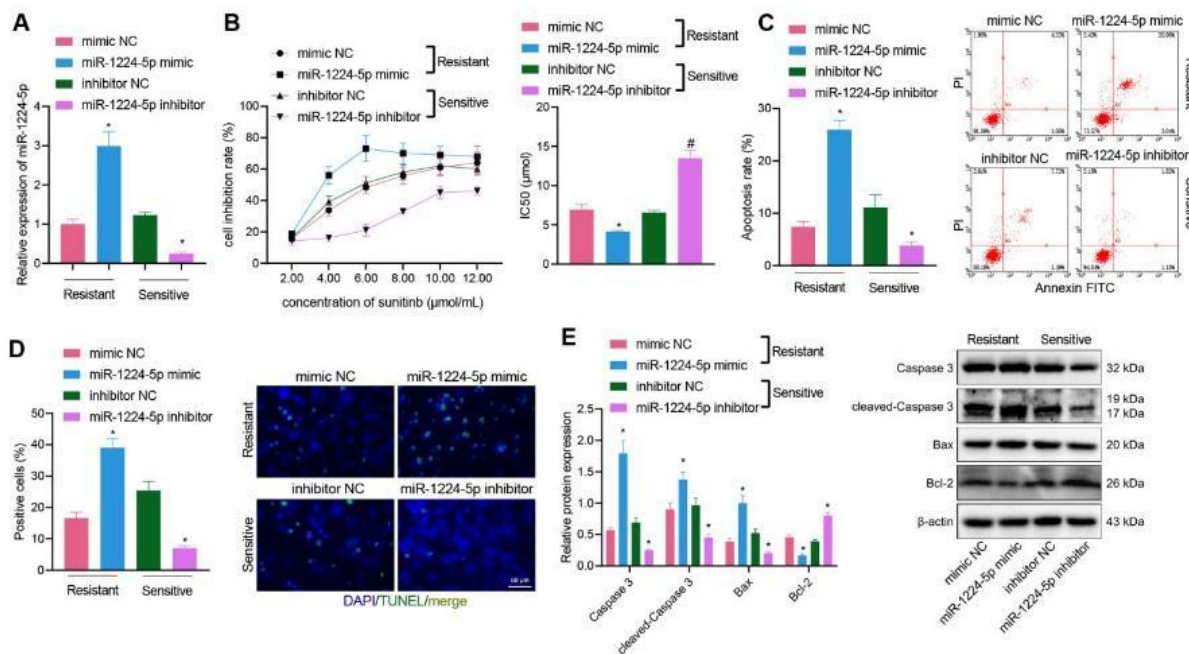 A
mimic NC
miR-1224-5p mimic
inhibitor NC
miR-1224-5p inhibitor
Relative expression of miR-1224-5p
4
3
2
1
0
*
*
Resistant
Sensitive
B
mimic NC
miR-1224-5p mimic
Resistant
inhibitor NC
miR-1224-5p inhibitor
Sensitive
cell inhibition rate (%)
100
80
60
40
20
0
2.00 4.00 6.00 8.00 10.00 12.00
concentration of sunitinb (μmol/mL)
mimic NC
miR-1224-5p mimic
Resistant
inhibitor NC
miR-1224-5p inhibitor
Sensitive
IC50 (μmol)
20
15
10
5
0
*
#
C
mimic NC
miR-1224-5p mimic
inhibitor NC
miR-1224-5p inhibitor
Apoptosis rate (%)
30
20
10
0
*
*
Resistant
Sensitive
mimic NC
miR-1224-5p mimic
PI
inhibitor NC
miR-1224-5p inhibitor
PI
Annexin FITC
D
mimic NC
miR-1224-5p mimic
inhibitor NC
miR-1224-5p inhibitor
Positive cells (%)
50
40
30
20
10
0
*
*
Resistant
Sensitive
mimic NC
miR-1224-5p mimic
Resistant
inhibitor NC
miR-1224-5p inhibitor
Sensitive
DAPI/TUNEL/merge
E
mimic NC
miR-1224-5p mimic
Resistant
inhibitor NC
miR-1224-5p inhibitor
Sensitive
Relative protein expression
2.5
2.0
1.5
1.0
0.5
0.0
*
*
*
*
*
*
*
*
Caspase 3
cleaved-Caspase 3
Bax
Bcl-2
Resistant
Sensitive
Caspase 3
32 kDa
cleaved-Caspase 3
19 kDa
17 kDa
Bax
20 kDa
Bcl-2
26 kDa
β-actin
43 kDa
mimic NC
miR-1224-5p mimic
inhibitor NC
miR-1224-5p inhibitor